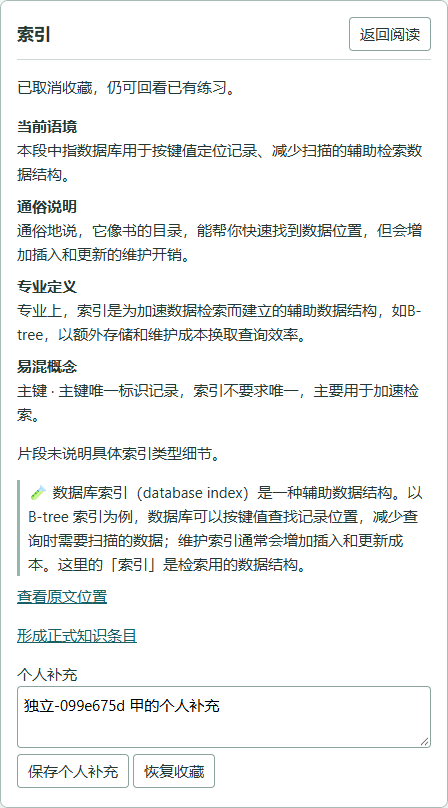 索引
返回阅读
已取消收藏，仍可回看已有练习。
当前语境
本段中指数据库用于按键值定位记录、减少扫描的辅助检索数
据结构。
通俗说明
通俗地说，它像书的目录，能帮你快速找到数据位置，但会增
加插入和更新的维护开销。
专业定义
专业上，索引是为加速数据检索而建立的辅助数据结构，如B-
tree，以额外存储和维护成本换取查询效率。
易混概念
主键 · 主键唯一标识记录，索引不要求唯一，主要用于加速检
索。
片段未说明具体索引类型细节。
🧪 数据库索引（database index）是一种辅助数据结构。以
B-tree 索引为例，数据库可以按键值查找记录位置，减少查
询时需要扫描的数据；维护索引通常会增加插入和更新成
本。这里的「索引」是检索用的数据结构。
查看原文位置
形成正式知识条目
个人补充
独立-099e675d 甲的个人补充
保存个人补充
恢复收藏